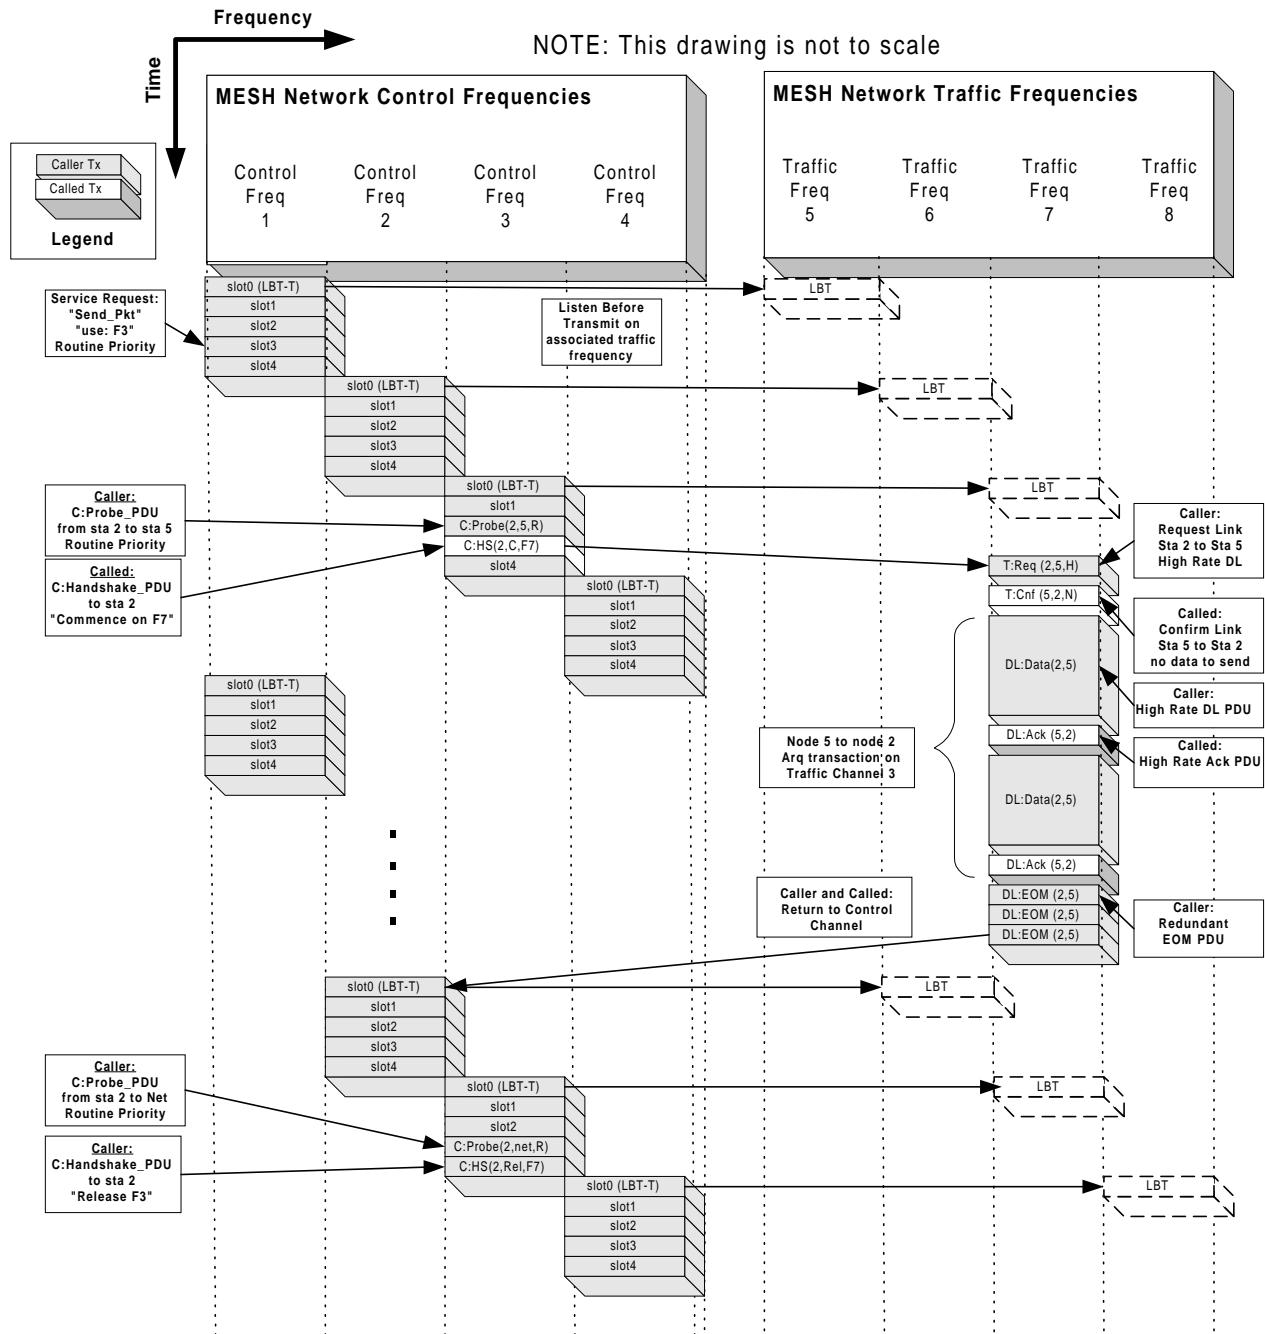 Frequency
NOTE: This drawing is not to scale
Time
MESH Network Control Frequencies
MESH Network Traffic Frequencies
Caller Tx
Called Tx
Legend
Control
Freq
1
Control
Freq
2
Control
Freq
3
Control
Freq
4
Traffic
Freq
5
Traffic
Freq
6
Traffic
Freq
7
Traffic
Freq
8
Service Request:
"Send_Pkt"
"use: F3"
Routine Priority
slot0 (LBT-T)
slot1
slot2
slot3
slot4
Listen Before
Transmit on
associated traffic
frequency
LBT
slot0 (LBT-T)
slot1
slot2
slot3
slot4
LBT
Caller:
C:Probe_PDU
from sta 2 to sta 5
Routine Priority
Called:
C:Handshake_PDU
to sta 2
"Commence on F7"
slot0 (LBT-T)
slot1
C:Probe(2,5,R)
C:HS(2,C,F7)
slot4
LBT
Caller:
Request Link
Sta 2 to Sta 5
High Rate DL
T:Req (2,5,H)
T:Cnf (5,2,N)
Called:
Confirm Link
Sta 5 to Sta 2
no data to send
slot0 (LBT-T)
slot1
slot2
slot3
slot4
DL:Data(2,5)
Caller:
High Rate DL PDU
slot0 (LBT-T)
slot1
slot2
slot3
slot4
Node 5 to node 2
Arq transaction on
Traffic Channel 3
DL:Ack (5,2)
Called:
High Rate Ack PDU
DL:Data(2,5)
DL:Ack (5,2)
Caller and Called:
Return to Control
Channel
DL:EOM (2,5)
DL:EOM (2,5)
DL:EOM (2,5)
Caller:
Redundant
EOM PDU
slot0 (LBT-T)
slot1
slot2
slot3
slot4
LBT
Caller:
C:Probe_PDU
from sta 2 to Net
Routine Priority
Caller:
C:Handshake_PDU
to sta 2
"Release F3"
slot0 (LBT-T)
slot1
slot2
C:Probe(2,net,R)
C:HS(2,Rel,F7)
LBT
slot0 (LBT-T)
slot1
slot2
slot3
slot4
LBT